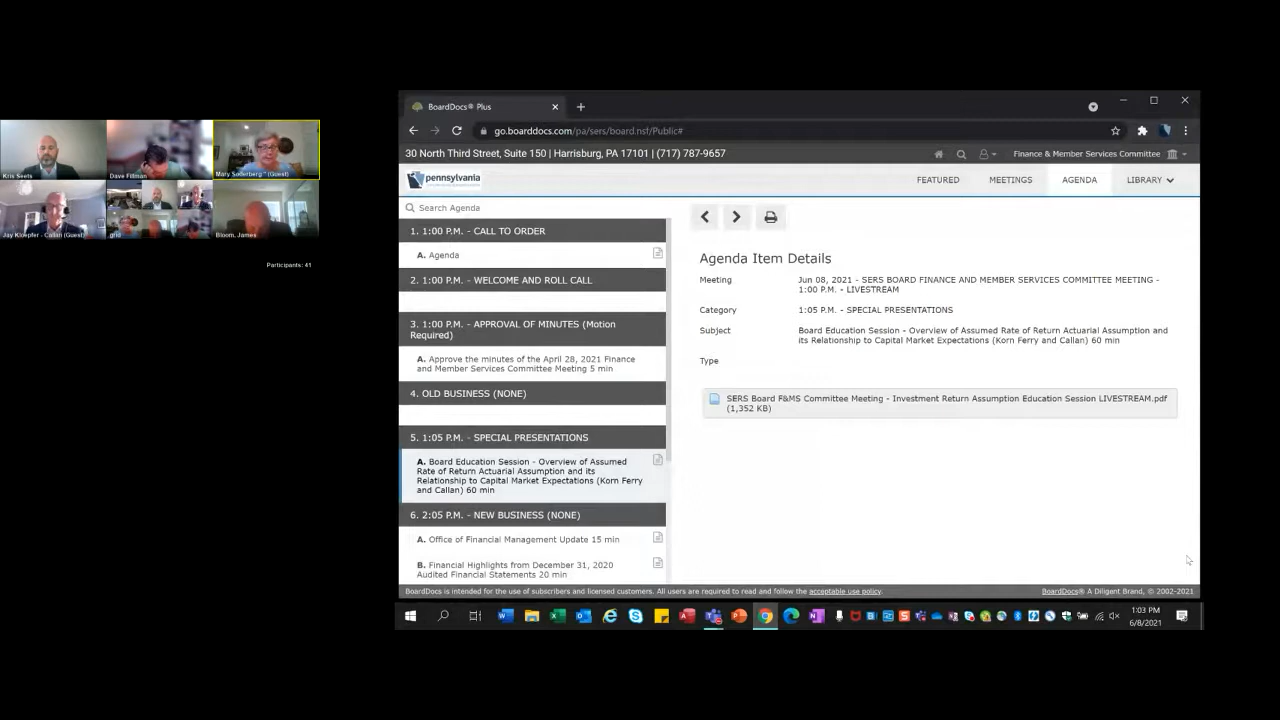 BoardDocs® Plus
go.boarddocs.com/pa/sers/board.nsf/Public#
30 North Third Street, Suite 150 | Harrisburg, PA 17101 | (717) 787-9657
Finance & Member Services Committee
pennsylvania
FEATURED
MEETINGS
AGENDA
LIBRARY
Search Agenda
1. 1:00 P.M. - CALL TO ORDER
A. Agenda
2. 1:00 P.M. - WELCOME AND ROLL CALL
3. 1:00 P.M. - APPROVAL OF MINUTES (Motion
Required)
A. Approve the minutes of the April 28, 2021 Finance
and Member Services Committee Meeting 5 min
4. OLD BUSINESS (NONE)
5. 1:05 P.M. - SPECIAL PRESENTATIONS
A. Board Education Session - Overview of Assumed
Rate of Return Actuarial Assumption and its
Relationship to Capital Market Expectations (Korn Ferry
and Callan) 60 min
6. 2:05 P.M. - NEW BUSINESS (NONE)
A. Office of Financial Management Update 15 min
B. Financial Highlights from December 31, 2020
Audited Financial Statements 20 min
Agenda Item Details
Meeting
Jun 08, 2021 - SERS BOARD FINANCE AND MEMBER SERVICES COMMITTEE MEETING -
1:00 P.M. - LIVESTREAM
Category
1:05 P.M. - SPECIAL PRESENTATIONS
Subject
Board Education Session - Overview of Assumed Rate of Return Actuarial Assumption and
its Relationship to Capital Market Expectations (Korn Ferry and Callan) 60 min
Type
SERS Board F&MS Committee Meeting - Investment Return Assumption Education Session LIVESTREAM.pdf
(1,352 KB)
BoardDocs is intended for the use of subscribers and licensed customers. All users are required to read and follow the acceptable use policy.
BoardDocs® A Diligent Brand, © 2002-2021
1:03 PM
6/8/2021
Kris Seets
Dave Fillman
Mary Soderberg * (Guest)
Jay Kloepfer - Callan (Guest)
grid
Bloom, James
Participants: 41